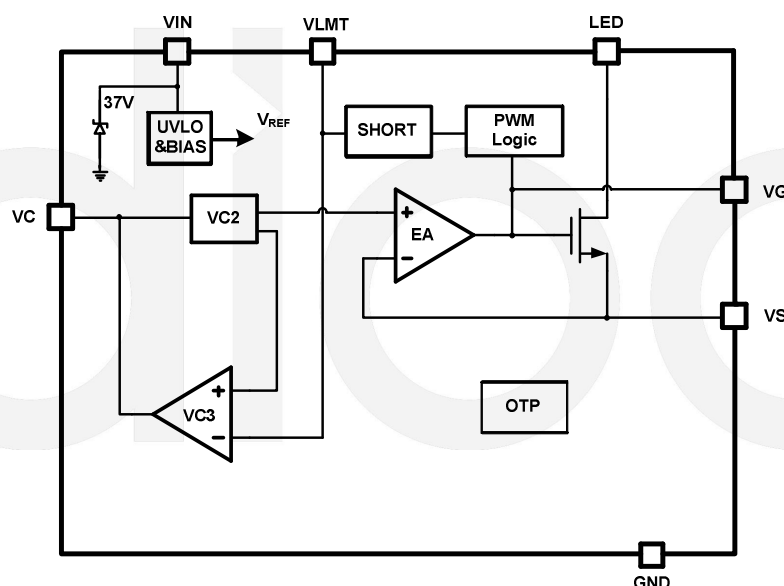 VIN
VLMT
LED
37V
UVLO
&BIAS
VREF
SHORT
PWM
Logic
VC
VC2
+
EA
−
VG
VS
+
VC3
−
OTP
GND